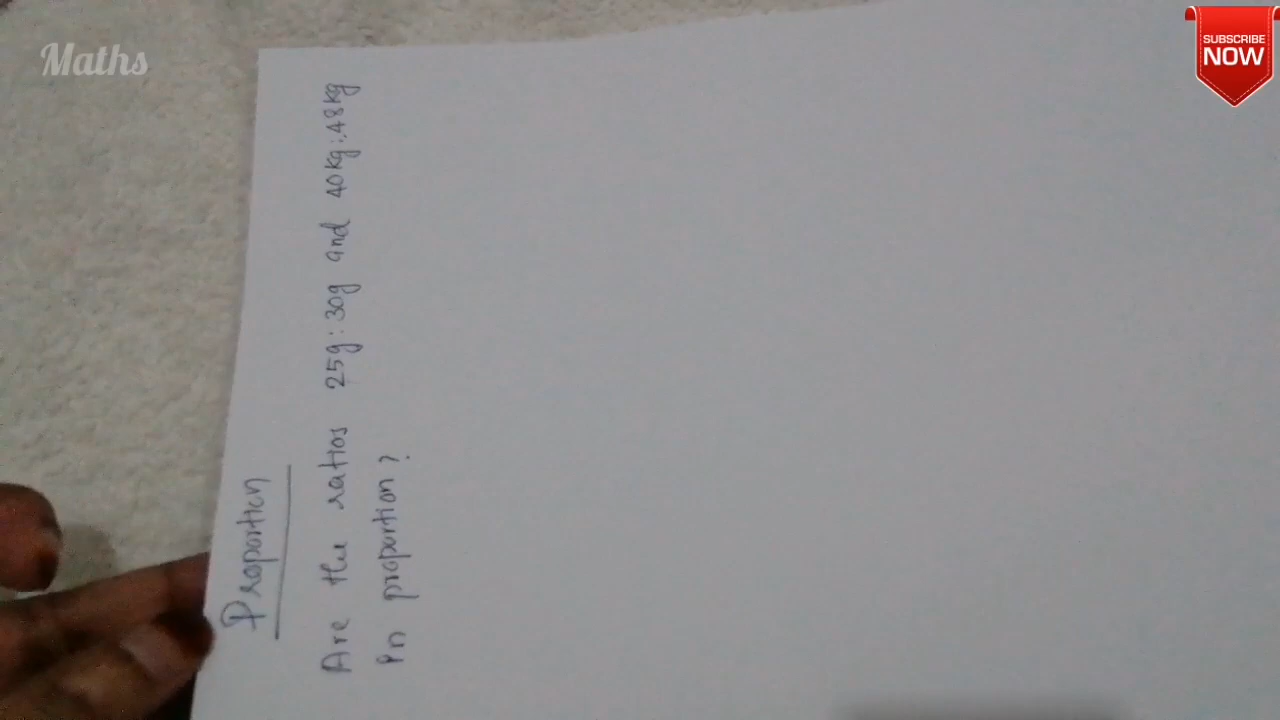 Maths
SUBSCRIBE
NOW
Proportion
Are the ratios 25g : 30g and 40kg : 48kg
in proportion ?